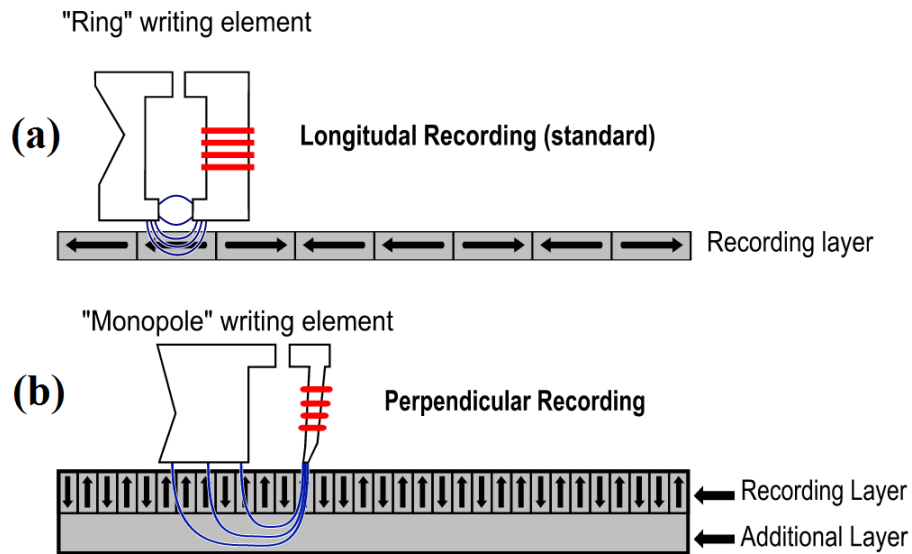 "Ring" writing element
(a)
Longitudal Recording (standard)
Recording layer
"Monopole" writing element
(b)
Perpendicular Recording
Recording Layer
Additional Layer